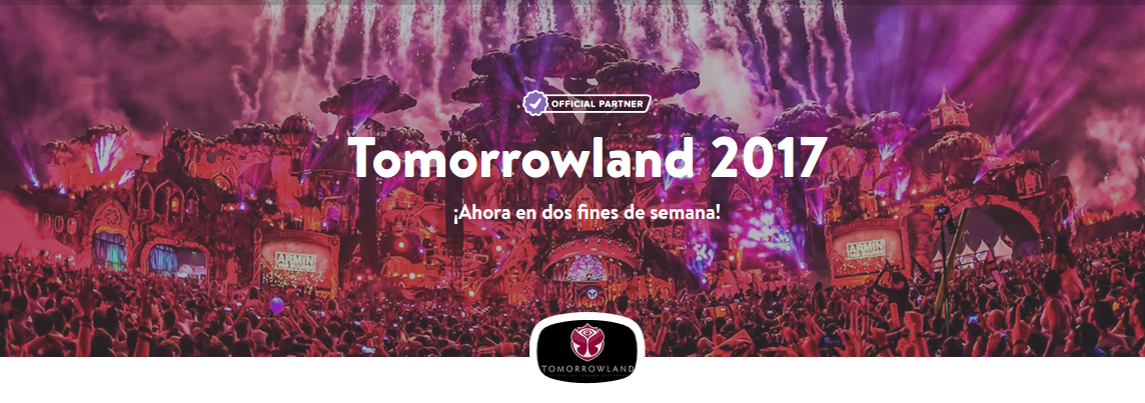 OFFICIAL PARTNER
Tomorrowland 2017
¡Ahora en dos fines de semana!
ARMIN
ARMIN
TOMORROWLAND